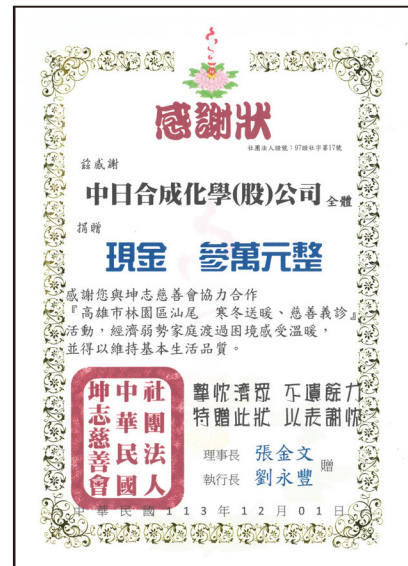 感謝狀
社團法人證號：97證社字第17號
茲感謝
中日合成化學(股)公司 全體
捐贈
現金 參萬元整
感謝您與坤志慈善會協力合作
『高雄市林園區汕尾 寒冬送暖、慈善義診』
活動，經濟弱勢家庭渡過困境感受溫暖，
並得以維持基本生活品質。
社團法人
中華民國
坤志慈善會
摯忱濟眾 不遺餘力
特贈此狀 以表謝忱
理事長 張金文
執行長 劉永豐 贈
中華民國113年12月01日